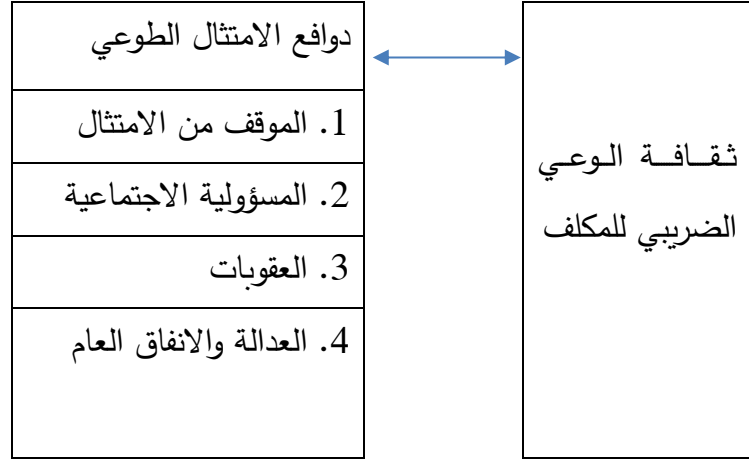 ثقافة الوعي
الضريبي للمكلف
دوافع الامتثال الطوعي
1. الموقف من الامتثال
2. المسؤولية الاجتماعية
3. العقوبات
4. العدالة والانفاق العام